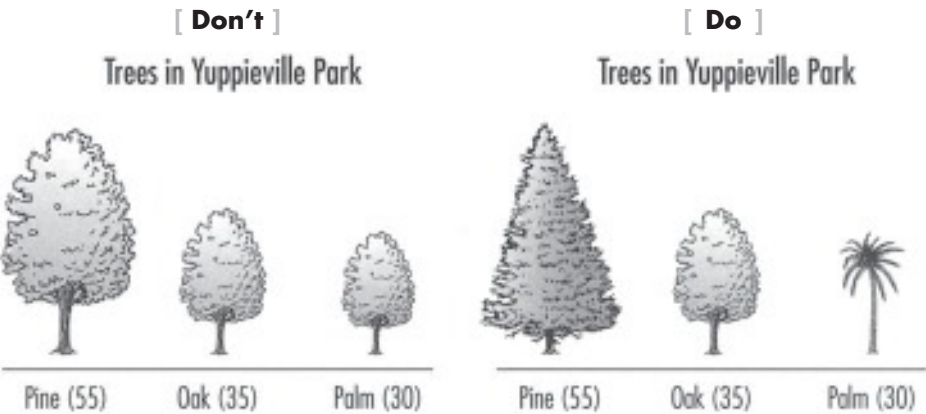 [ Don't ]
Trees in Yuppieville Park
Pine (55) Oak (35) Palm (30)
[ Do ]
Trees in Yuppieville Park
Pine (55) Oak (35) Palm (30)